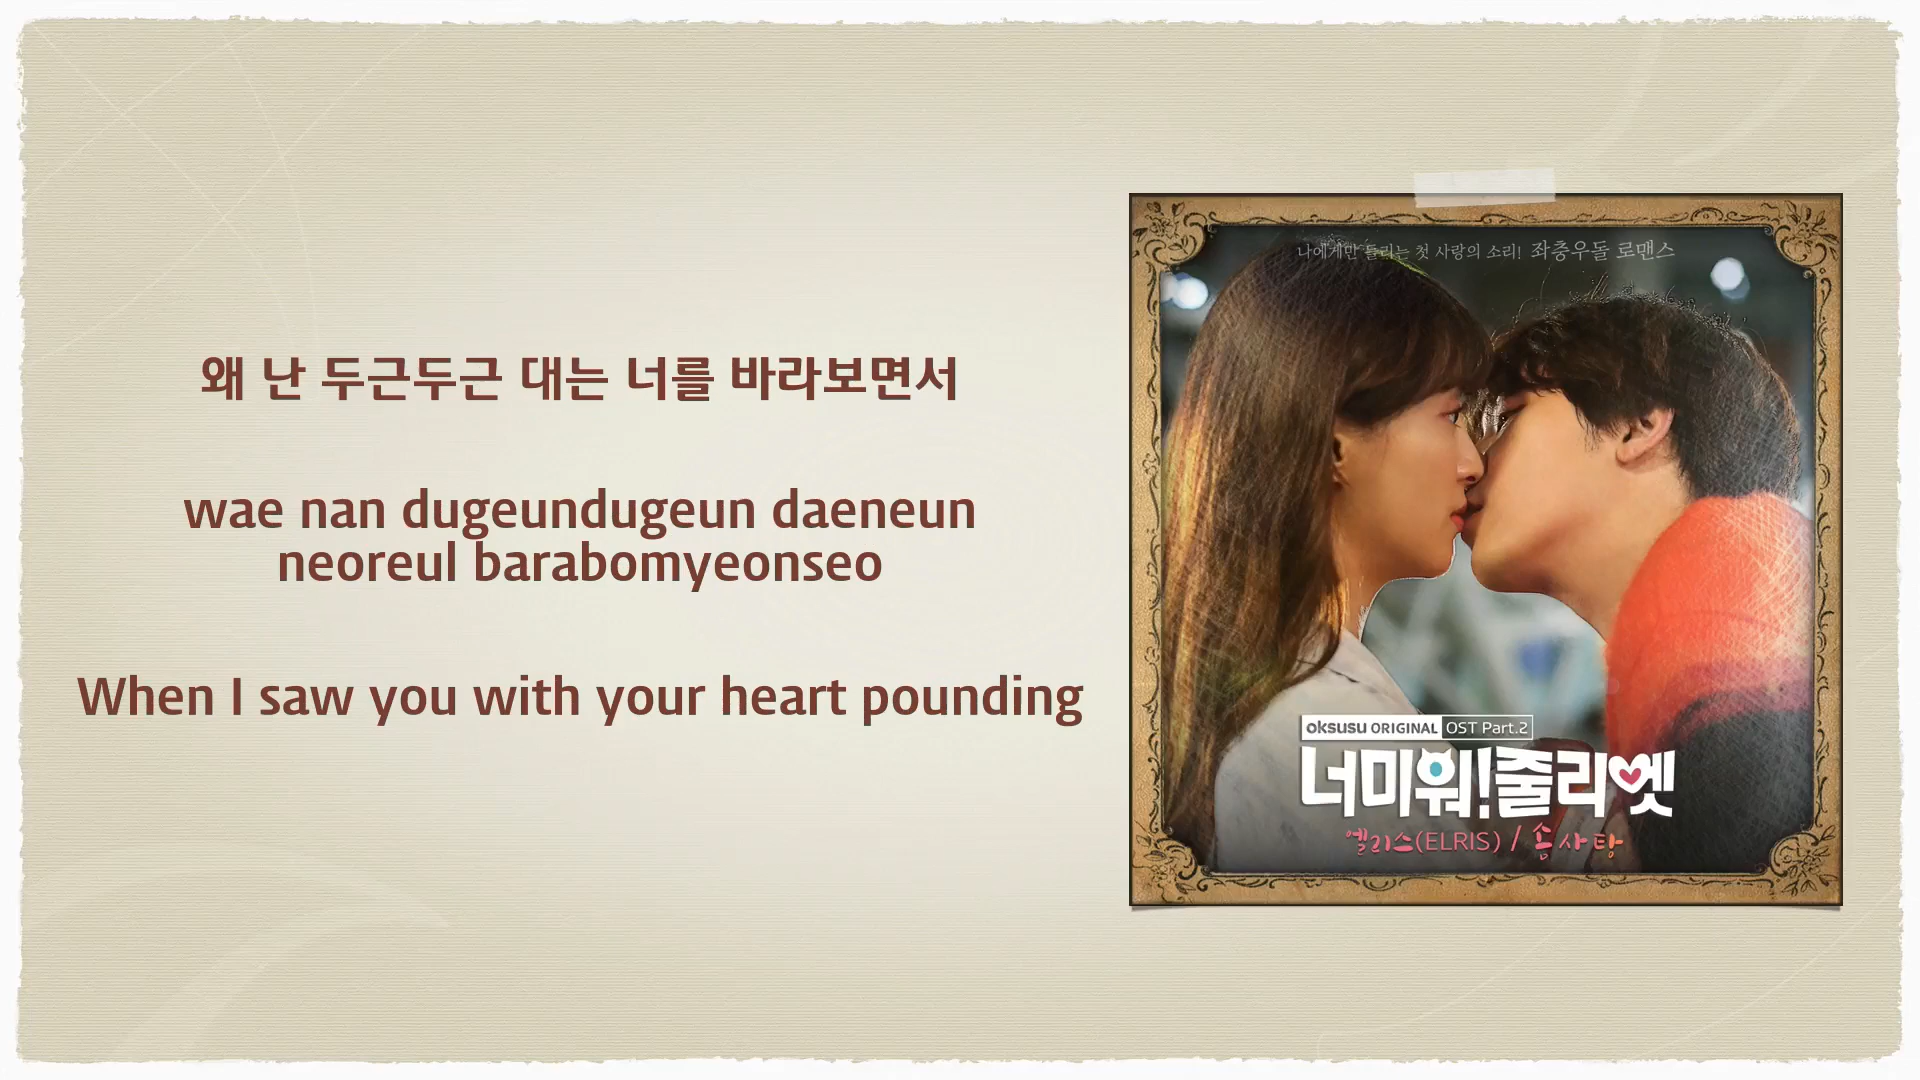 왜 난 두근두근 대는 너를 바라보면서
wae nan dugeundugeun daeneun
neoreul barabomyeonseo
When I saw you with your heart pounding
나에게만 들리는 첫 사랑의 소리! 좌충우돌 로맨스
oksusu ORIGINAL OST Part.2
너미워!줄리엣
엘리스(ELRIS) / 솜사탕